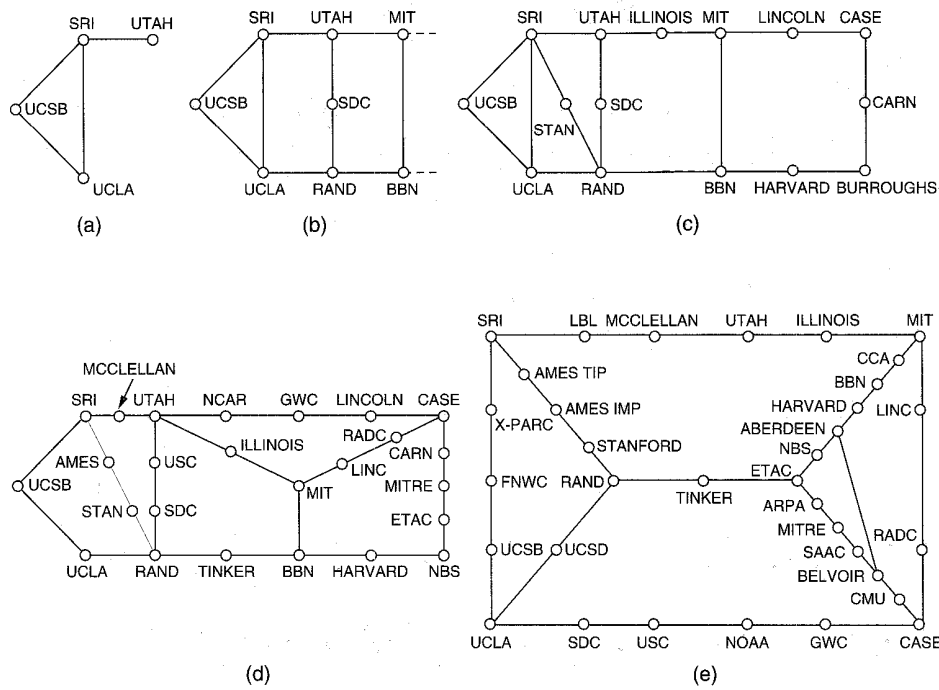 SRI UTAH
UCSB
UCLA
(a)
SRI UTAH MIT
UCSB
SDC
UCLA RAND BBN
(b)
SRI UTAH ILLINOIS MIT LINCOLN CASE
UCSB
STAN
SDC
CARN
UCLA RAND BBN HARVARD BURROUGHS
(c)
MCCLELLAN
SRI UTAH NCAR GWC LINCOLN CASE
RADC
ILLINOIS
CARN
AMES
USC
LINC
UCSB
MIT
MITRE
STAN
SDC
ETAC
UCLA RAND TINKER BBN HARVARD NBS
(d)
SRI LBL MCCLELLAN UTAH ILLINOIS MIT
CCA
AMES TIP
BBN
X-PARC
AMES IMP
HARVARD
LINC
ABERDEEN
STANFORD
NBS
FNWC
RAND
TINKER
ETAC
ARPA
MITRE
RADC
UCSB
UCSD
SAAC
BELVOIR
CMU
UCLA SDC USC NOAA GWC CASE
(e)